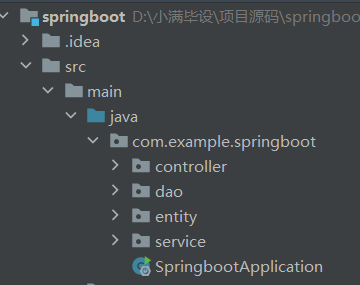 springboot D:\小满毕设\项目源码\springboo
.idea
src
main
java
com.example.springboot
controller
dao
entity
service
SpringbootApplication